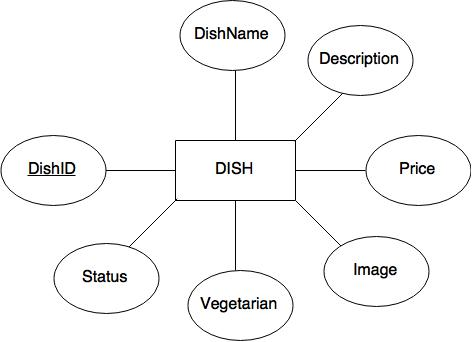 DishName
Description
DishID
DISH
Price
Status
Vegetarian
Image